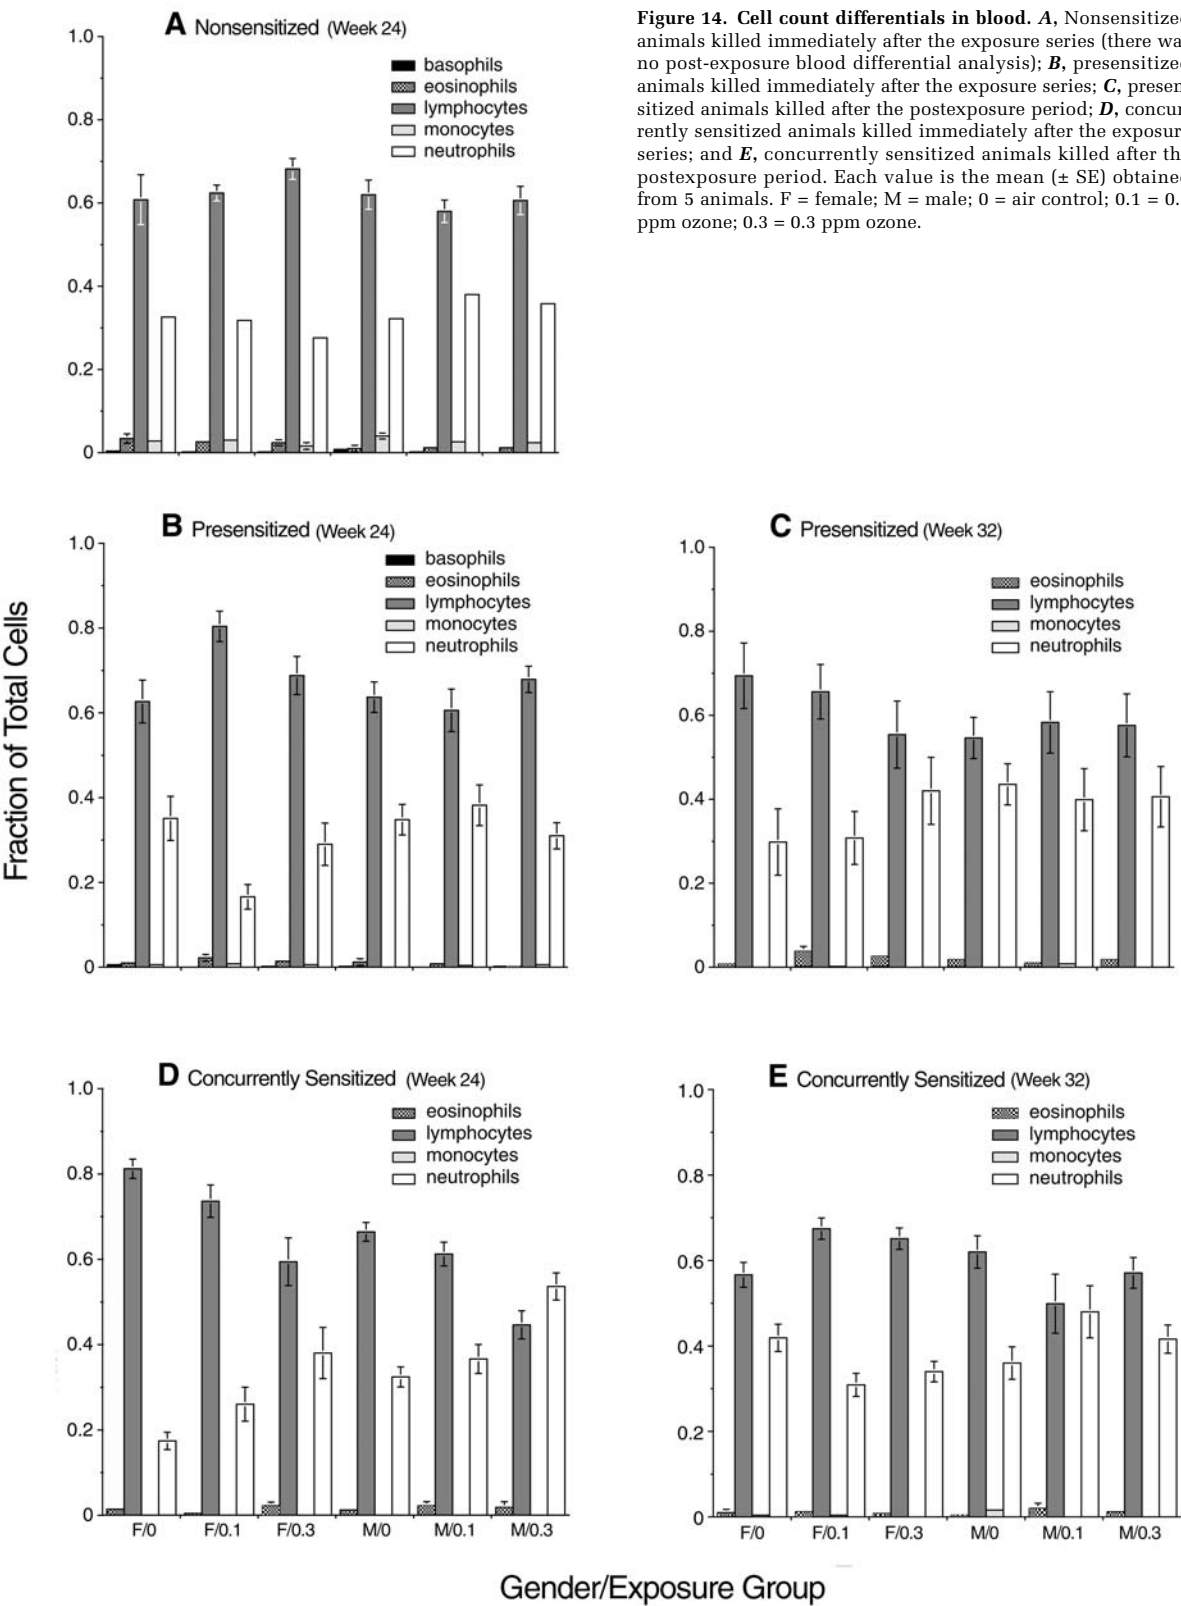 A Nonsensitized (Week 24)
1.0
0.8
0.6
0.4
0.2
0
basophils
eosinophils
lymphocytes
monocytes
neutrophils
Figure 14. Cell count differentials in blood. A, Nonsensitized
animals killed immediately after the exposure series (there wa
no post-exposure blood differential analysis); B, presensitized
animals killed immediately after the exposure series; C, presen
sitized animals killed after the postexposure period; D, concur
rently sensitized animals killed immediately after the exposur
series; and E, concurrently sensitized animals killed after th
postexposure period. Each value is the mean (± SE) obtained
from 5 animals. F = female; M = male; 0 = air control; 0.1 = 0.
ppm ozone; 0.3 = 0.3 ppm ozone.
Fraction of Total Cells
B Presensitized (Week 24)
1.0
0.8
0.6
0.4
0.2
0
basophils
eosinophils
lymphocytes
monocytes
neutrophils
C Presensitized (Week 32)
1.0
0.8
0.6
0.4
0.2
0
eosinophils
lymphocytes
monocytes
neutrophils
D Concurrently Sensitized (Week 24)
1.0
0.8
0.6
0.4
0.2
0
eosinophils
lymphocytes
monocytes
neutrophils
F/0 F/0.1 F/0.3 M/0 M/0.1 M/0.3
E Concurrently Sensitized (Week 32)
1.0
0.8
0.6
0.4
0.2
0
eosinophils
lymphocytes
monocytes
neutrophils
F/0 F/0.1 F/0.3 M/0 M/0.1 M/0.3
Gender/Exposure Group